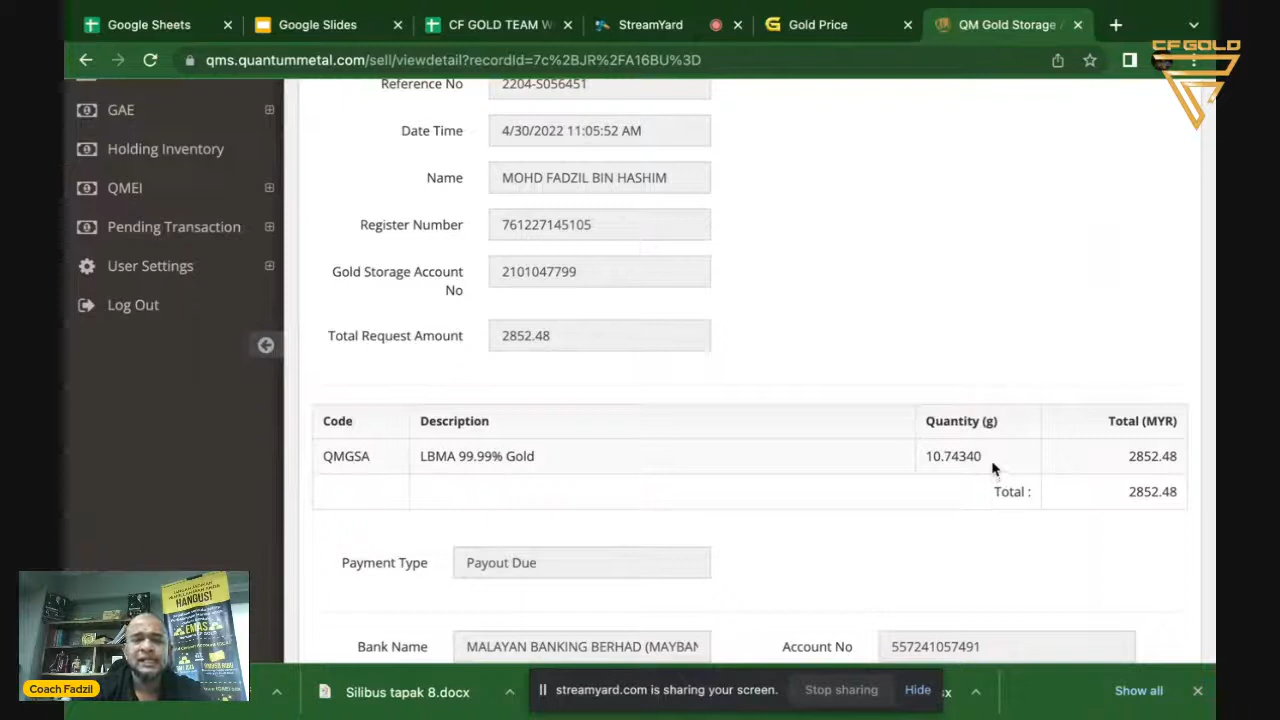 Google Sheets
Google Slides
CF GOLD TEAM W
StreamYard
Gold Price
QM Gold Storage /
CF GOLD
qms.quantummetal.com/sell/viewdetail?recordId=7c%2BJR%2FA16BU%3D
GAE
Holding Inventory
QMEI
Pending Transaction
User Settings
Log Out
Reference No 2204-S056451
Date Time 4/30/2022 11:05:52 AM
Name MOHD FADZIL BIN HASHIM
Register Number 761227145105
Gold Storage Account No 2101047799
Total Request Amount 2852.48
Code Description Quantity (g) Total (MYR)
QMGSA LBMA 99.99% Gold 10.74340 2852.48
Total : 2852.48
Payment Type Payout Due
Bank Name MALAYAN BANKING BERHAD (MAYBAN Account No 557241057491
HANGUS!
EMAS
Coach Fadzil
Silibus tapak 8.docx
streamyard.com is sharing your screen.
Stop sharing
Hide
sx
Show all